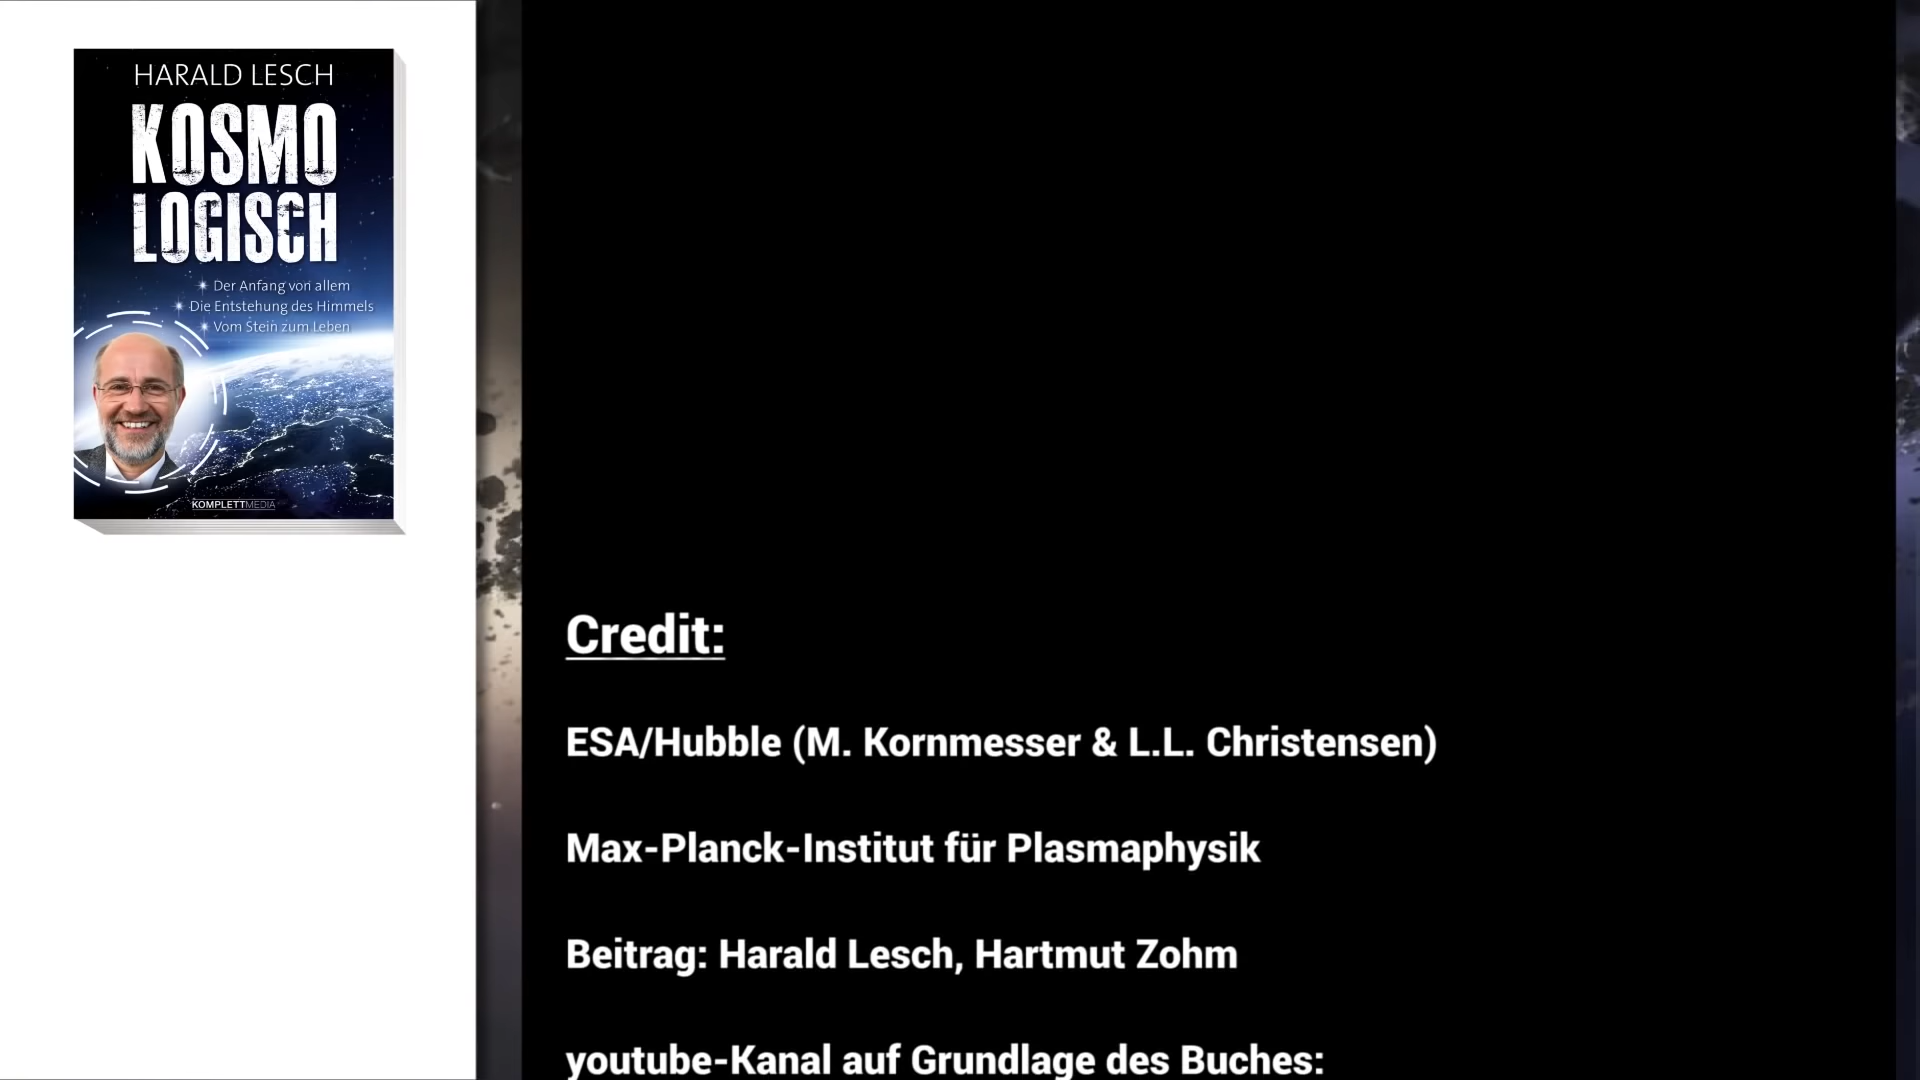 HARALD LESCH
KOSMO
LOGISCH
Der Anfang von allem
Die Entstehung des Himmels
Vom Stein zum Leben
KOMPLETTMEDIA
Credit:
ESA/Hubble (M. Kornmesser & L.L. Christensen)
Max-Planck-Institut für Plasmaphysik
Beitrag: Harald Lesch, Hartmut Zohm
youtube-Kanal auf Grundlage des Buches: